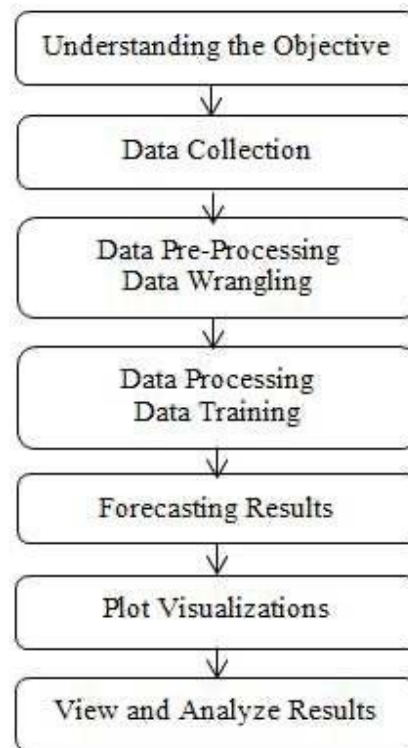 Understanding the Objective
Data Collection
Data Pre-Processing
Data Wrangling
Data Processing
Data Training
Forecasting Results
Plot Visualizations
View and Analyze Results